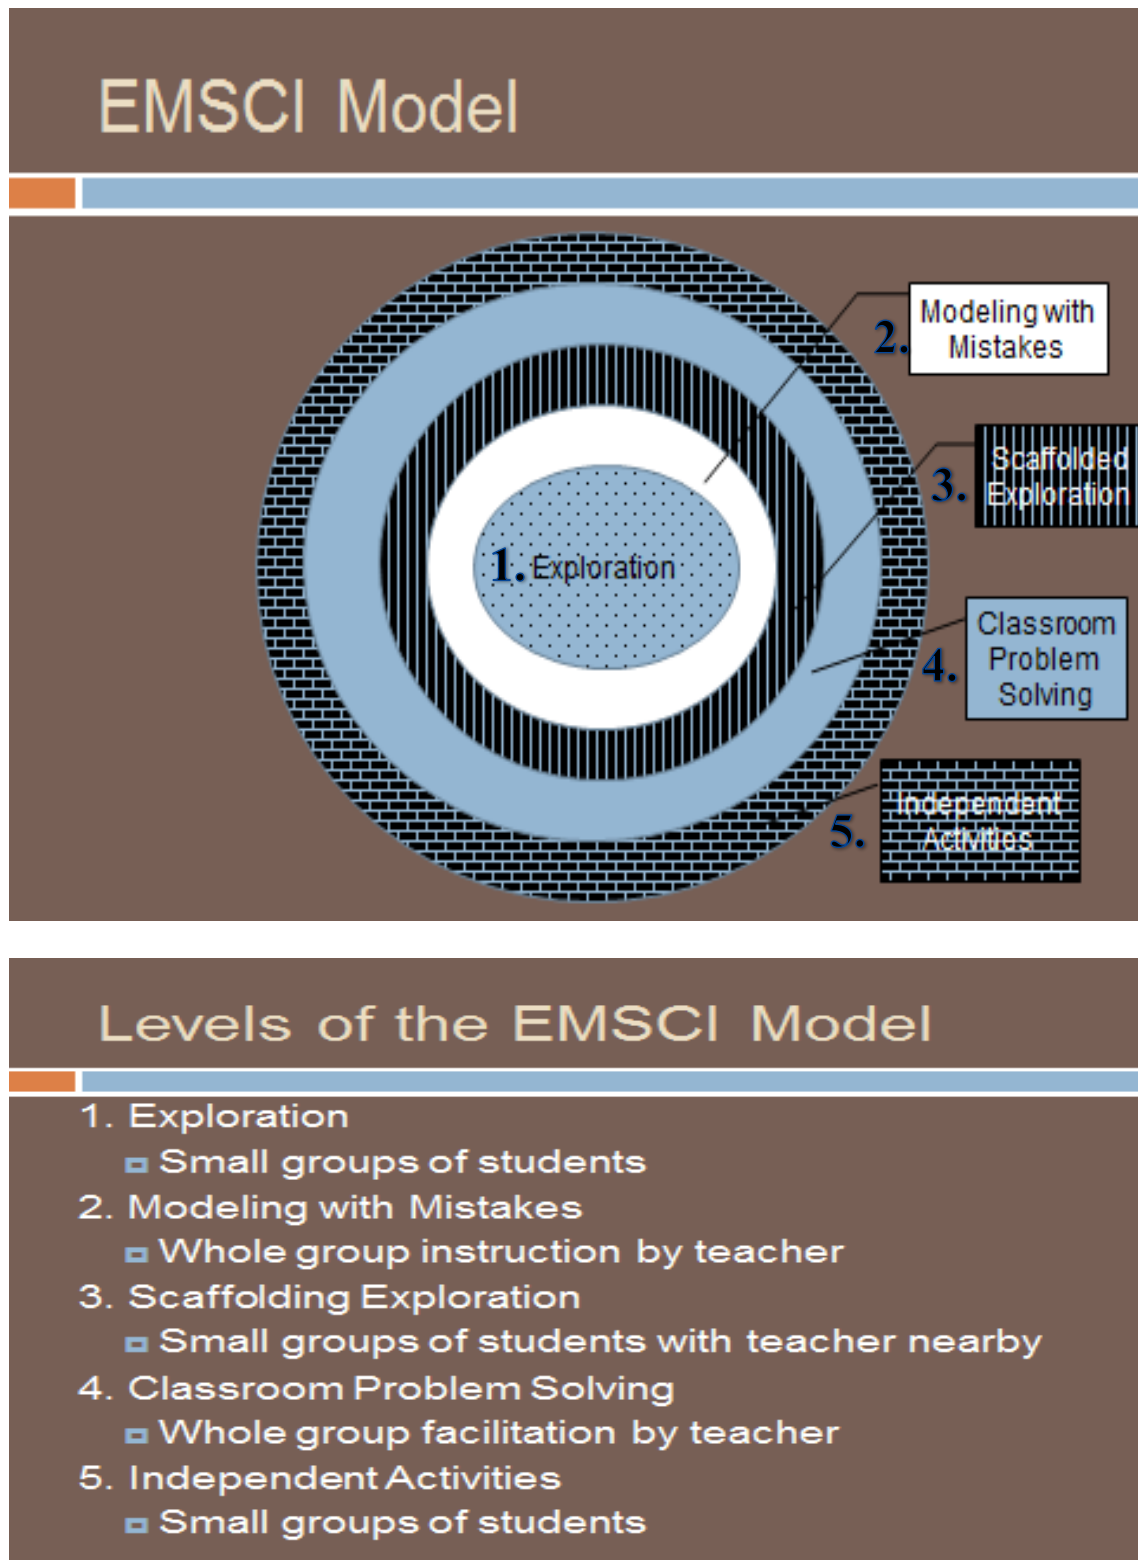 EMSCI Model
2.
Modeling with
Mistakes
3.
Scaffolded
Exploration
1.
Exploration
4.
Classroom
Problem
Solving
5.
Independent
Activities
Levels of the EMSCI Model
1. Exploration
Small groups of students
2. Modeling with Mistakes
Whole group instruction by teacher
3. Scaffolding Exploration
Small groups of students with teacher nearby
4. Classroom Problem Solving
Whole group facilitation by teacher
5. Independent Activities
Small groups of students